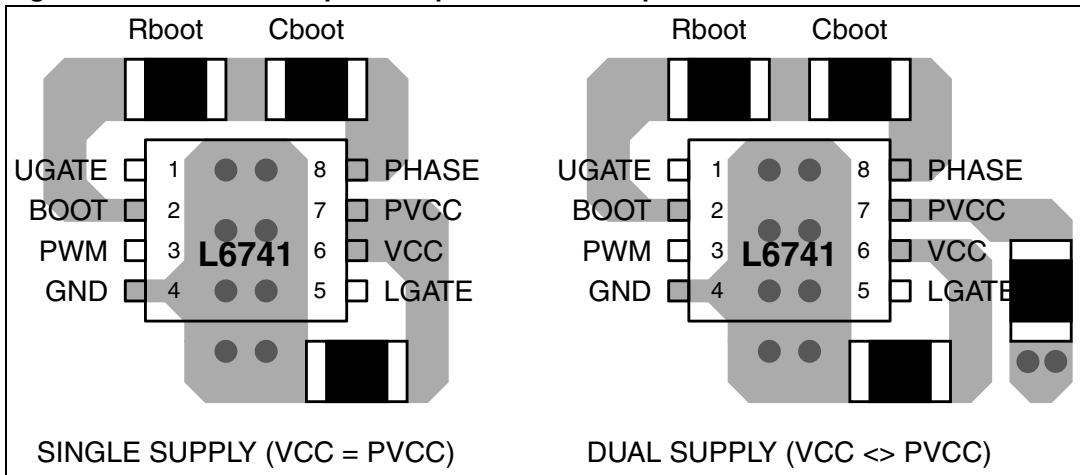 Rboot Cboot
UGATE 1 8 PHASE
BOOT 2 7 PVCC
PWM 3 L6741 6 VCC
GND 4 5 LGATE
SINGLE SUPPLY (VCC = PVCC)
Rboot Cboot
UGATE 1 8 PHASE
BOOT 2 7 PVCC
PWM 3 L6741 6 VCC
GND 4 5 LGATE
DUAL SUPPLY (VCC <> PVCC)